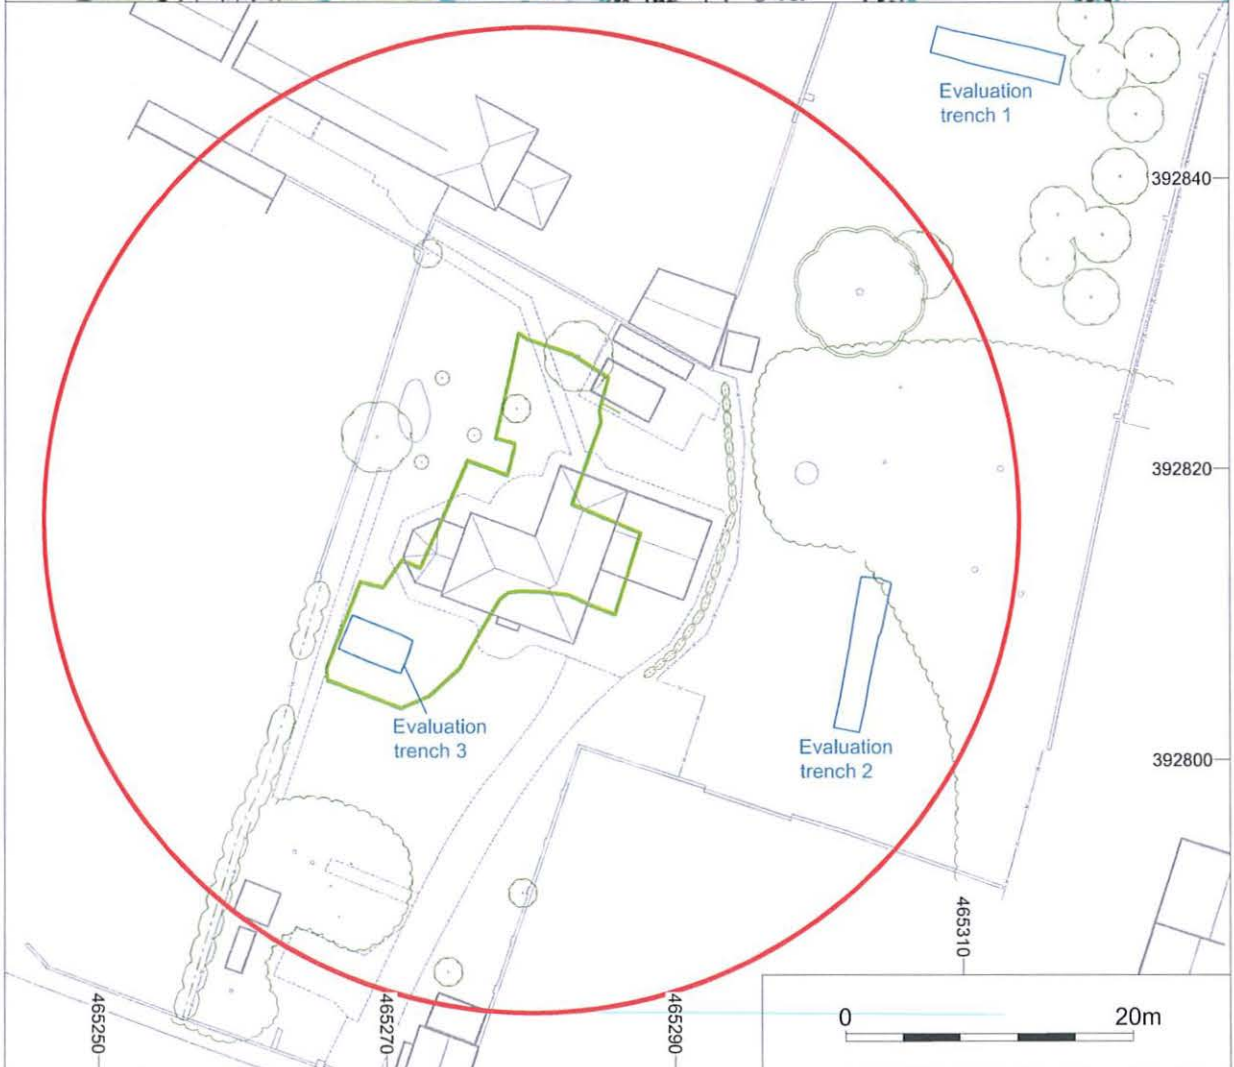 Evaluation
trench 1
392840
392820
Evaluation
trench 3
Evaluation
trench 2
392800
465310
465250
465270
465290
0 20m